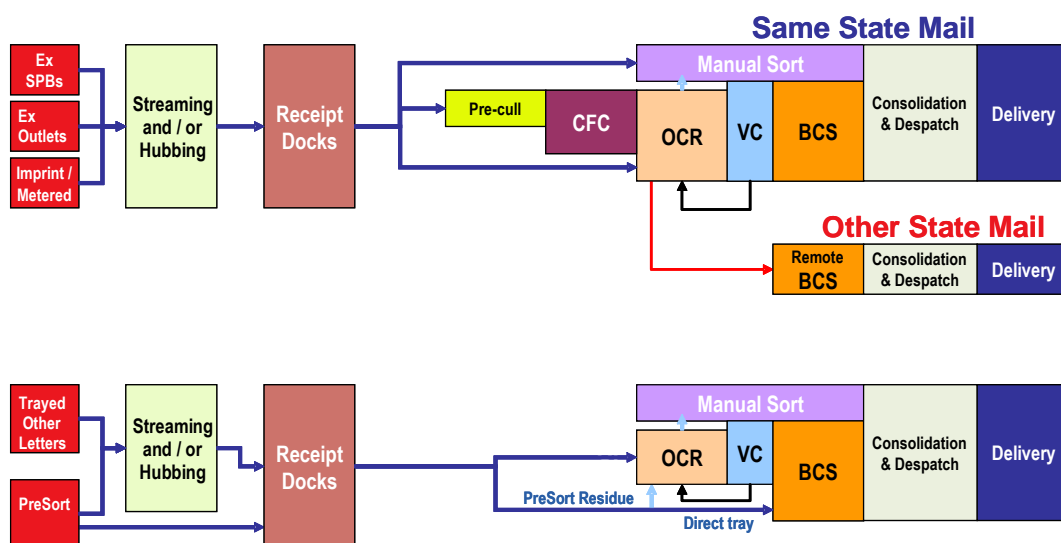 Same State Mail
Ex
SPBs
Ex
Outlets
Imprint /
Metered
Streaming
and / or
Hubbing
Receipt
Docks
Pre-cull
CFC
Manual Sort
OCR
VC
BCS
Consolidation
& Despatch
Delivery
Other State Mail
Remote
BCS
Consolidation
& Despatch
Delivery
Trayed
Other
Letters
PreSort
Streaming
and / or
Hubbing
Receipt
Docks
Manual Sort
OCR
VC
BCS
Consolidation
& Despatch
Delivery
PreSort Residue
Direct tray